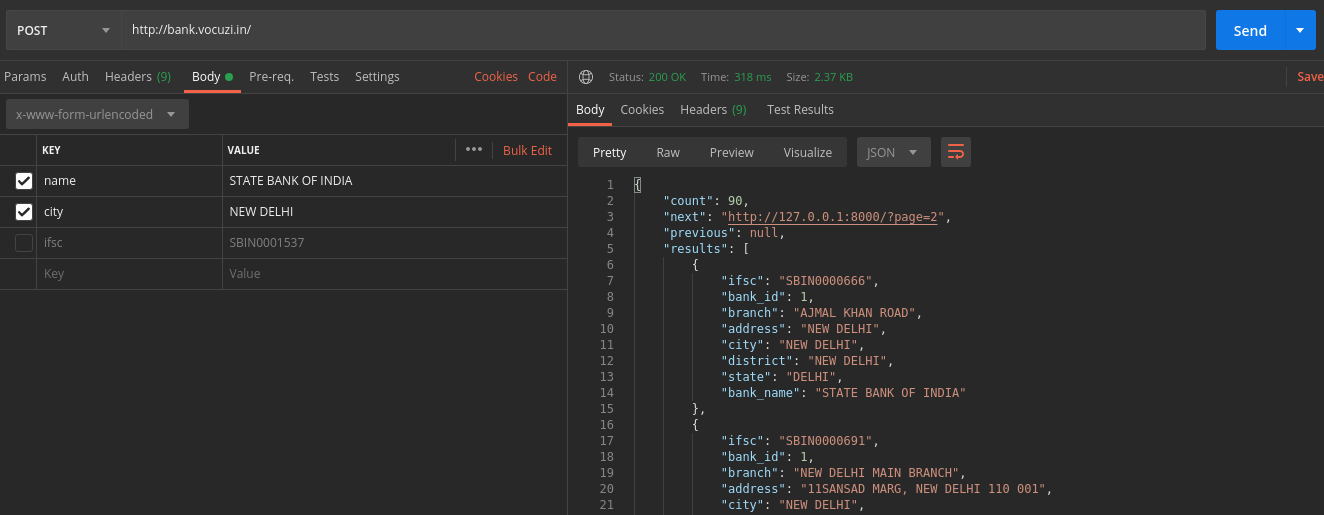 POST http://bank.vocuzi.in/ Send
Params Auth Headers (9) Body Pre-req. Tests Settings Cookies Code
x-www-form-urlencoded
KEY VALUE ••• Bulk Edit
name STATE BANK OF INDIA
city NEW DELHI
ifsc SBIN0001537
Key Value
Status: 200 OK Time: 318 ms Size: 2.37 KB Save
Body Cookies Headers (9) Test Results
Pretty Raw Preview Visualize JSON
1 {
2 "count": 90,
3 "next": "http://127.0.0.1:8000/?page=2",
4 "previous": null,
5 "results": [
6 {
7 "ifsc": "SBIN0000666",
8 "bank_id": 1,
9 "branch": "AJMAL KHAN ROAD",
10 "address": "NEW DELHI",
11 "city": "NEW DELHI",
12 "district": "NEW DELHI",
13 "state": "DELHI",
14 "bank_name": "STATE BANK OF INDIA"
15 },
16 {
17 "ifsc": "SBIN0000691",
18 "bank_id": 1,
19 "branch": "NEW DELHI MAIN BRANCH",
20 "address": "11SANSAD MARG, NEW DELHI 110 001",
21 "city": "NEW DELHI",